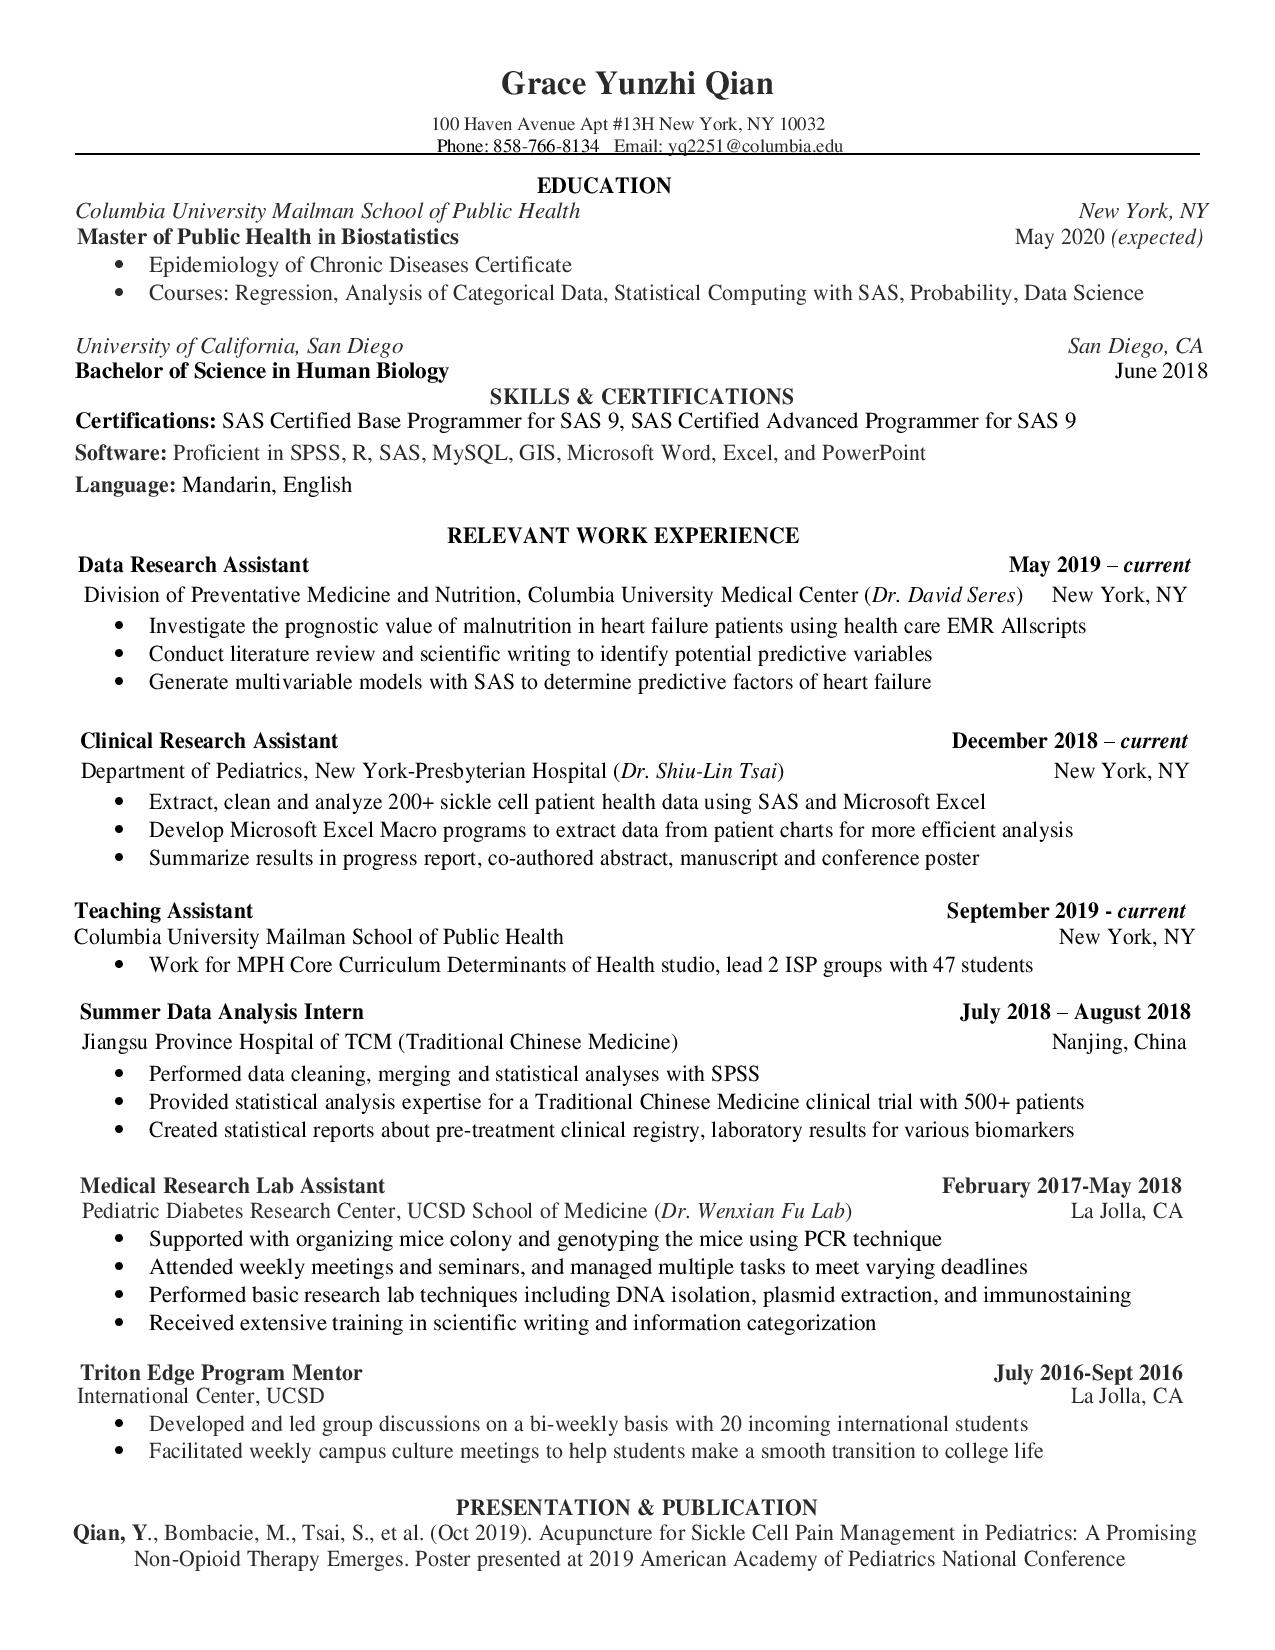 Grace Yunzhi Qian
100 Haven Avenue Apt #13H New York, NY 10032
Phone: 858-766-8134 Email: yq2251@columbia.edu
EDUCATION
Columbia University Mailman School of Public Health New York, NY
Master of Public Health in Biostatistics May 2020 (expected)
• Epidemiology of Chronic Diseases Certificate
• Courses: Regression, Analysis of Categorical Data, Statistical Computing with SAS, Probability, Data Science
University of California, San Diego San Diego, CA
Bachelor of Science in Human Biology June 2018
SKILLS & CERTIFICATIONS
Certifications: SAS Certified Base Programmer for SAS 9, SAS Certified Advanced Programmer for SAS 9
Software: Proficient in SPSS, R, SAS, MySQL, GIS, Microsoft Word, Excel, and PowerPoint
Language: Mandarin, English
RELEVANT WORK EXPERIENCE
Data Research Assistant May 2019 – current
Division of Preventative Medicine and Nutrition, Columbia University Medical Center (Dr. David Seres) New York, NY
• Investigate the prognostic value of malnutrition in heart failure patients using health care EMR Allscripts
• Conduct literature review and scientific writing to identify potential predictive variables
• Generate multivariable models with SAS to determine predictive factors of heart failure
Clinical Research Assistant December 2018 – current
Department of Pediatrics, New York-Presbyterian Hospital (Dr. Shiu-Lin Tsai) New York, NY
• Extract, clean and analyze 200+ sickle cell patient health data using SAS and Microsoft Excel
• Develop Microsoft Excel Macro programs to extract data from patient charts for more efficient analysis
• Summarize results in progress report, co-authored abstract, manuscript and conference poster
Teaching Assistant September 2019 - current
Columbia University Mailman School of Public Health New York, NY
• Work for MPH Core Curriculum Determinants of Health studio, lead 2 ISP groups with 47 students
Summer Data Analysis Intern July 2018 – August 2018
Jiangsu Province Hospital of TCM (Traditional Chinese Medicine) Nanjing, China
• Performed data cleaning, merging and statistical analyses with SPSS
• Provided statistical analysis expertise for a Traditional Chinese Medicine clinical trial with 500+ patients
• Created statistical reports about pre-treatment clinical registry, laboratory results for various biomarkers
Medical Research Lab Assistant February 2017-May 2018
Pediatric Diabetes Research Center, UCSD School of Medicine (Dr. Wenxian Fu Lab) La Jolla, CA
• Supported with organizing mice colony and genotyping the mice using PCR technique
• Attended weekly meetings and seminars, and managed multiple tasks to meet varying deadlines
• Performed basic research lab techniques including DNA isolation, plasmid extraction, and immunostaining
• Received extensive training in scientific writing and information categorization
Triton Edge Program Mentor July 2016-Sept 2016
International Center, UCSD La Jolla, CA
• Developed and led group discussions on a bi-weekly basis with 20 incoming international students
• Facilitated weekly campus culture meetings to help students make a smooth transition to college life
PRESENTATION & PUBLICATION
Qian, Y., Bombacie, M., Tsai, S., et al. (Oct 2019). Acupuncture for Sickle Cell Pain Management in Pediatrics: A Promising
Non-Opioid Therapy Emerges. Poster presented at 2019 American Academy of Pediatrics National Conference